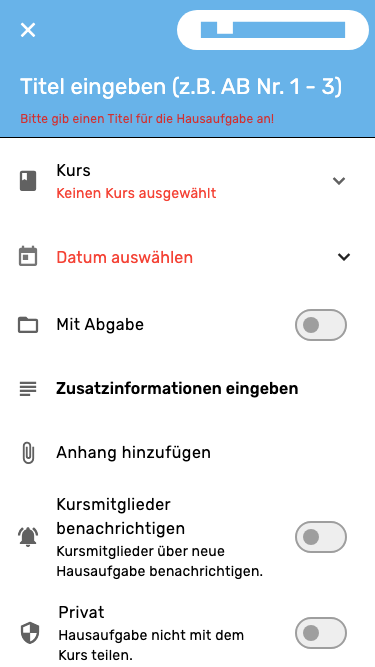 Titel eingeben (z.B. AB Nr. 1 - 3)
Bitte gib einen Titel für die Hausaufgabe an!
Kurs
Keinen Kurs ausgewählt
Datum auswählen
Mit Abgabe
Zusatzinformationen eingeben
Anhang hinzufügen
Kursmitglieder
benachrichtigen
Kursmitglieder über neue
Hausaufgabe benachrichtigen.
Privat
Hausaufgabe nicht mit dem
Kurs teilen.